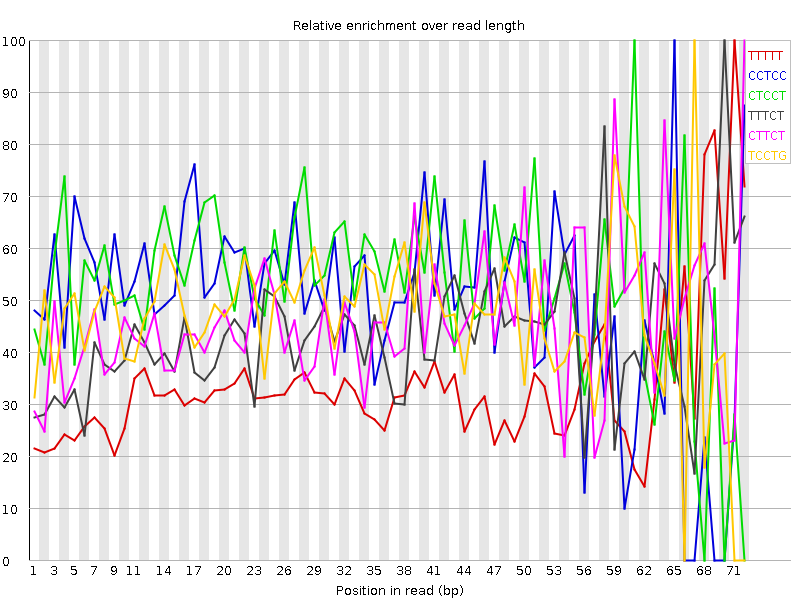 Relative enrichment over read length
100
90
80
70
60
50
40
30
20
10
0
TTTTT
CCTCC
CTCCT
TTTCT
CTTCT
TCCTG
1 3 5 7 9 11 14 17 20 23 26 29 32 35 38 41 44 47 50 53 56 59 62 65 68 71
Position in read (bp)